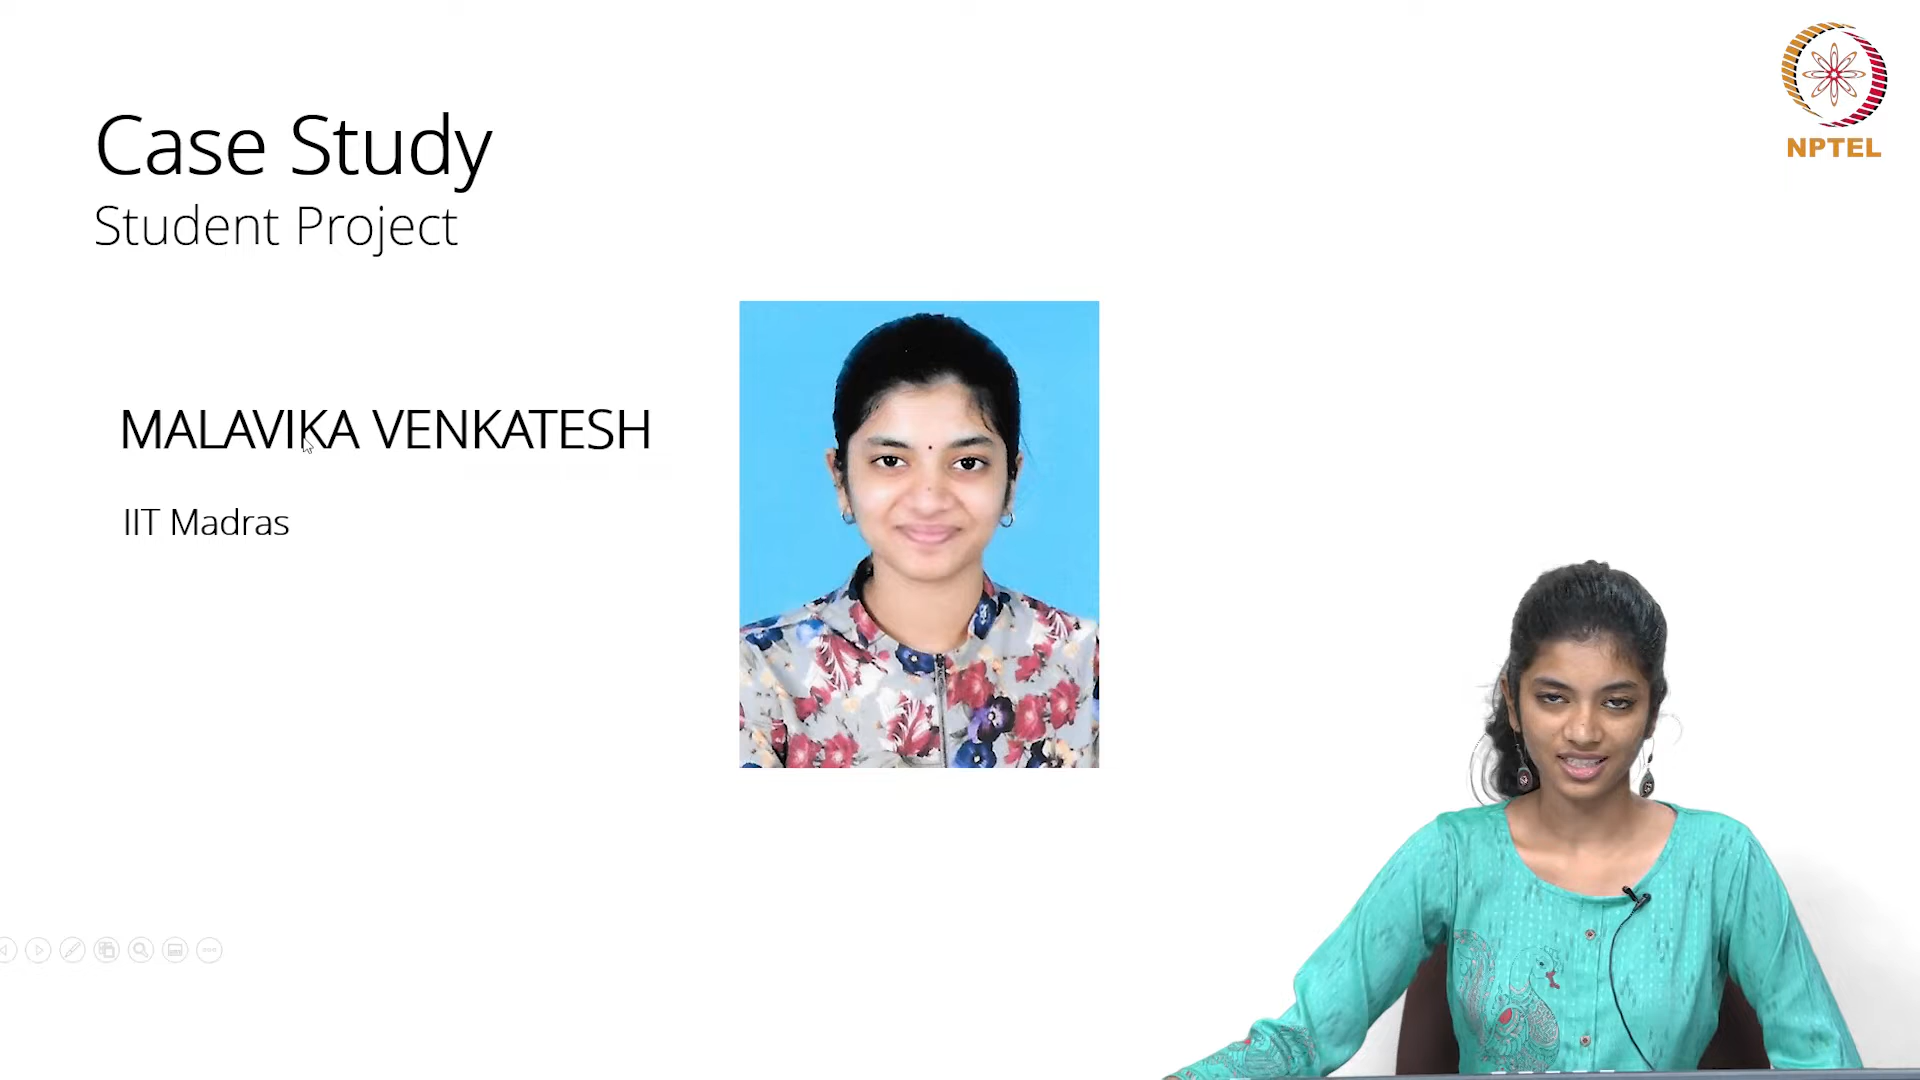 Case Study
Student Project
NPTEL
MALAVIKA VENKATESH
IIT Madras